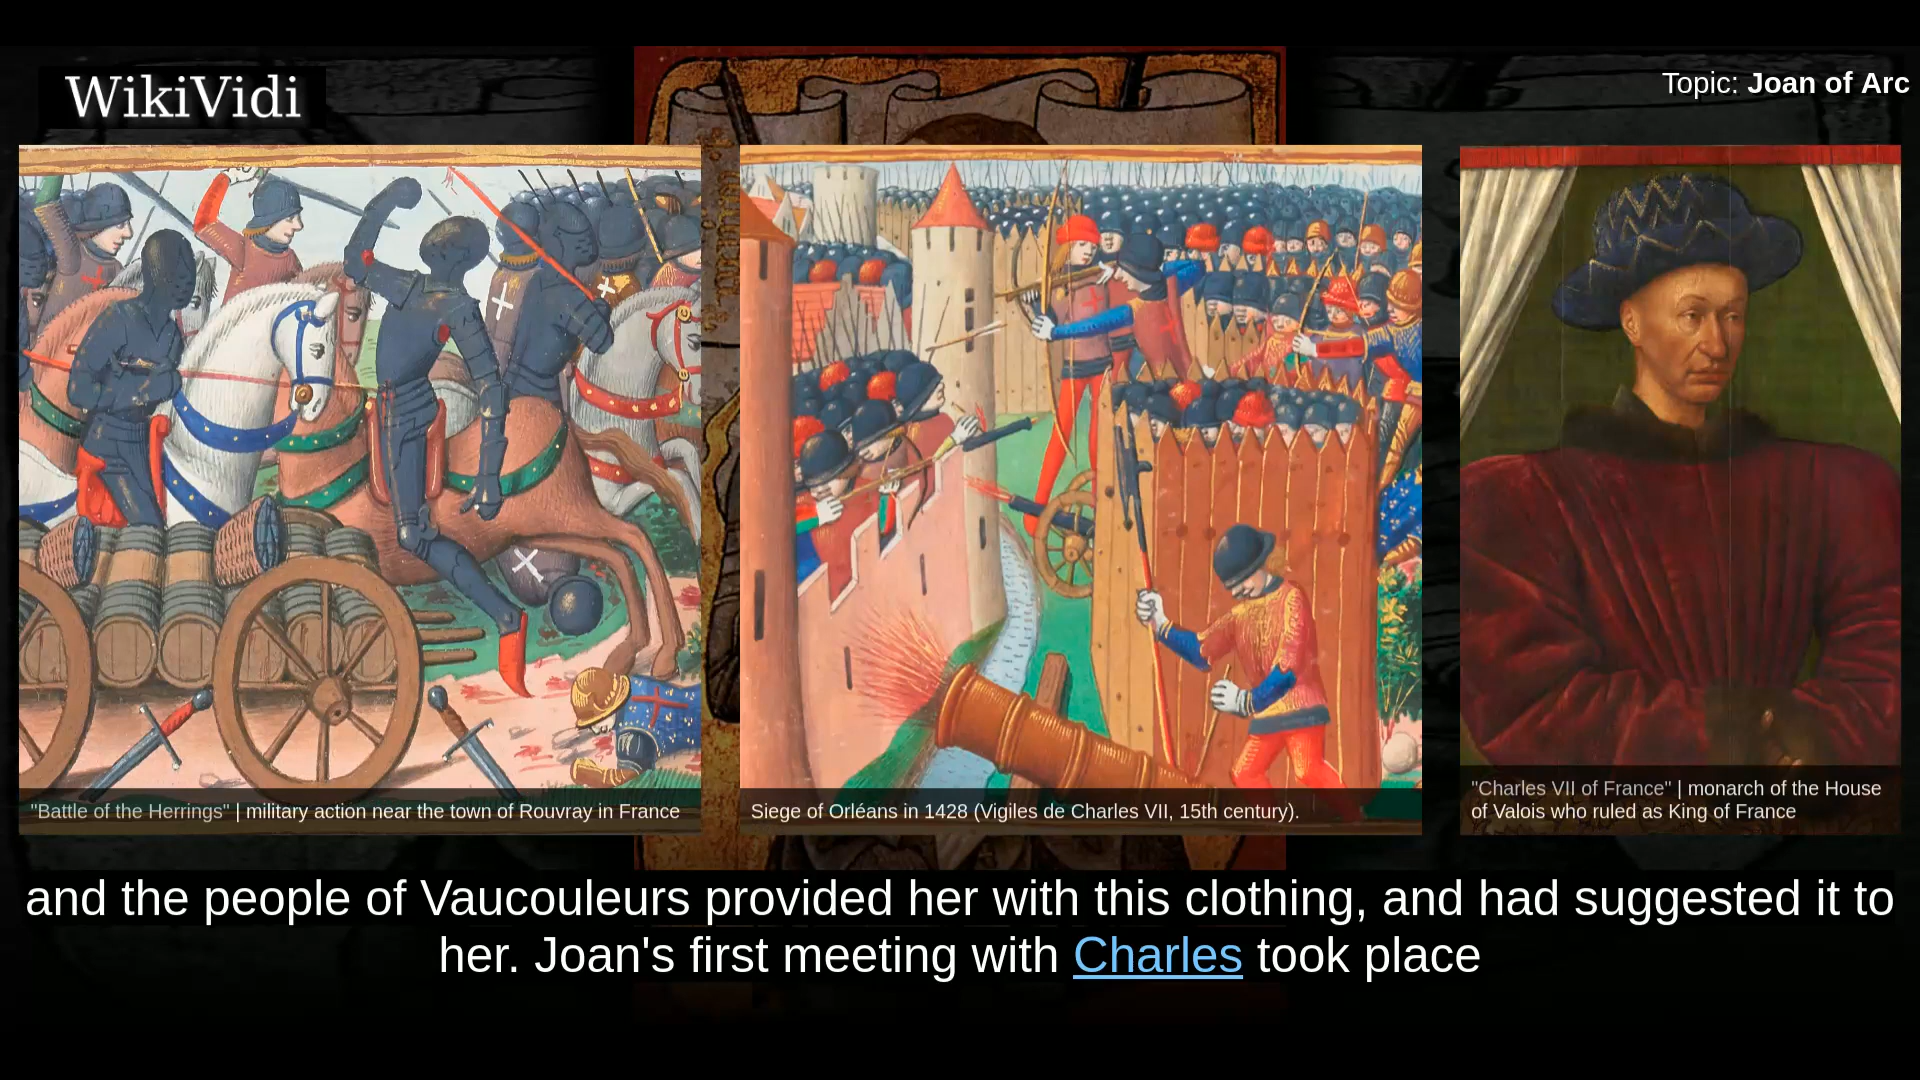 WikiVidi
Topic: Joan of Arc
"Battle of the Herrings" | military action near the town of Rouvray in France
Siege of Orléans in 1428 (Vigiles de Charles VII, 15th century).
"Charles VII of France" | monarch of the House
of Valois who ruled as King of France
and the people of Vaucouleurs provided her with this clothing, and had suggested it to
her. Joan's first meeting with Charles took place